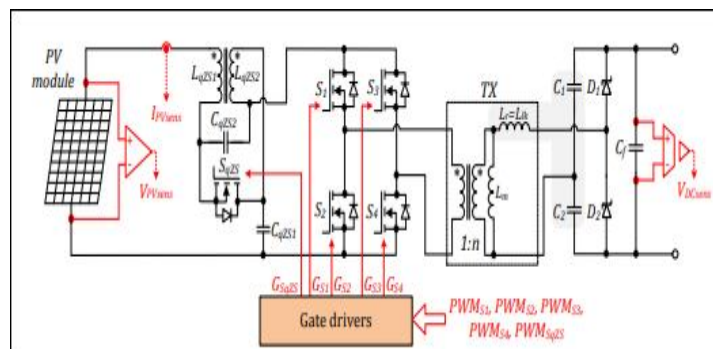 PV
module
I_PVsens
V_PVsens
L_qZS1
L_qZS2
C_qZS2
S_qZS
C_qZS1
S_1
S_3
S_2
S_4
TX
L_r=L_lk
L_m
1:n
C_1
D_1
C_2
D_2
C_f
V_DCsens
G_SqZS
G_S1
G_S2
G_S3
G_S4
Gate drivers
PWM_S1, PWM_S2, PWM_S3,
PWM_S4, PWM_SqZS